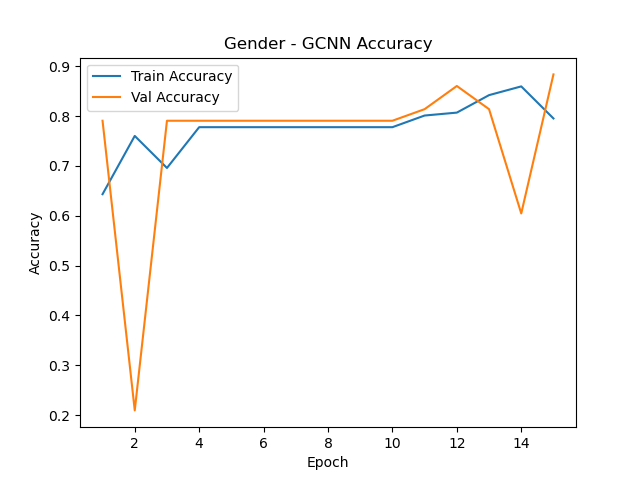 Gender - GCNN Accuracy
Train Accuracy
Val Accuracy
0.9
0.8
0.7
0.6
0.5
0.4
0.3
0.2
Accuracy
2 4 6 8 10 12 14
Epoch